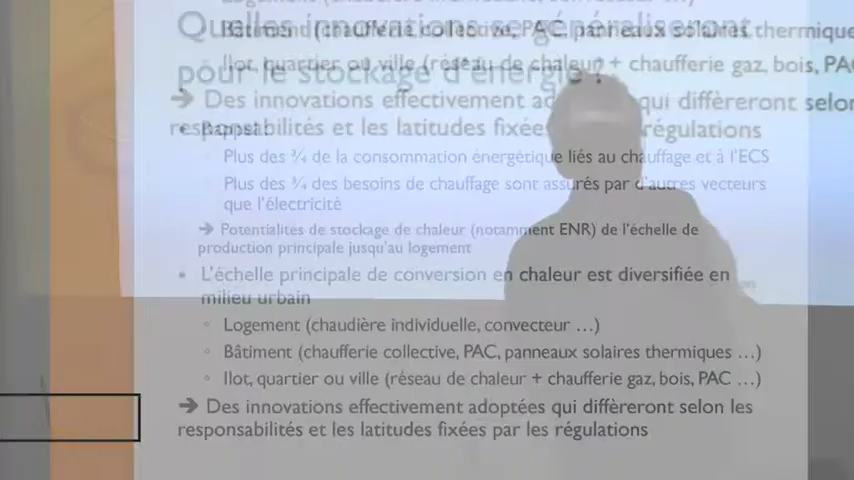 Quelles innovations se généraliseront
pour le stockage d'énergie ?
Bâtiment (chaufferie collective, PAC, panneaux solaires thermique
Ilot, quartier ou ville (réseau de chaleur + chaufferie gaz, bois, PA
➔ Des innovations effectivement ad qui diffèreront selon
responsabilités et les latitudes fixées régulations
• Rappel :
Plus des ¾ de la consommation énergétique liés au chauffage et à l'ECS
Plus des ¾ des besoins de chauffage sont assurés par d'autres vecteurs
que l'électricité
➔ Potentialités de stockage de chaleur (notamment ENR) de l'échelle de
production principale jusqu'au logement
• L'échelle principale de conversion en chaleur est diversifiée en
milieu urbain
◦ Logement (chaudière individuelle, convecteur …)
◦ Bâtiment (chaufferie collective, PAC, panneaux solaires thermiques …)
◦ Ilot, quartier ou ville (réseau de chaleur + chaufferie gaz, bois, PAC …)
➔ Des innovations effectivement adoptées qui diffèreront selon les
responsabilités et les latitudes fixées par les régulations